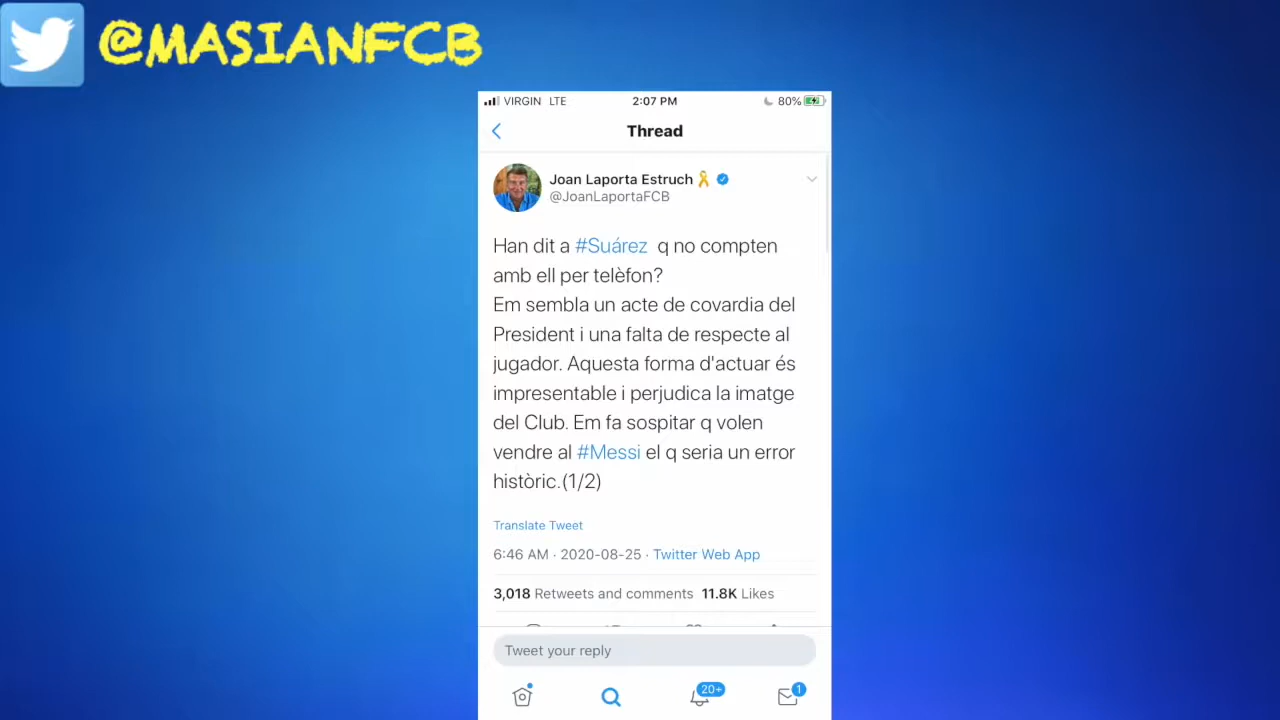 @MASIANFCB
VIRGIN LTE 2:07 PM 80%
Thread
Joan Laporta Estruch
@JoanLaportaFCB
Han dit a #Suárez q no compten
amb ell per telèfon?
Em sembla un acte de covardia del
President i una falta de respecte al
jugador. Aquesta forma d'actuar és
impresentable i perjudica la imatge
del Club. Em fa sospitar q volen
vendre al #Messi el q seria un error
històric.(1/2)
Translate Tweet
6:46 AM · 2020-08-25 · Twitter Web App
3,018 Retweets and comments 11.8K Likes
Tweet your reply
20+ 1